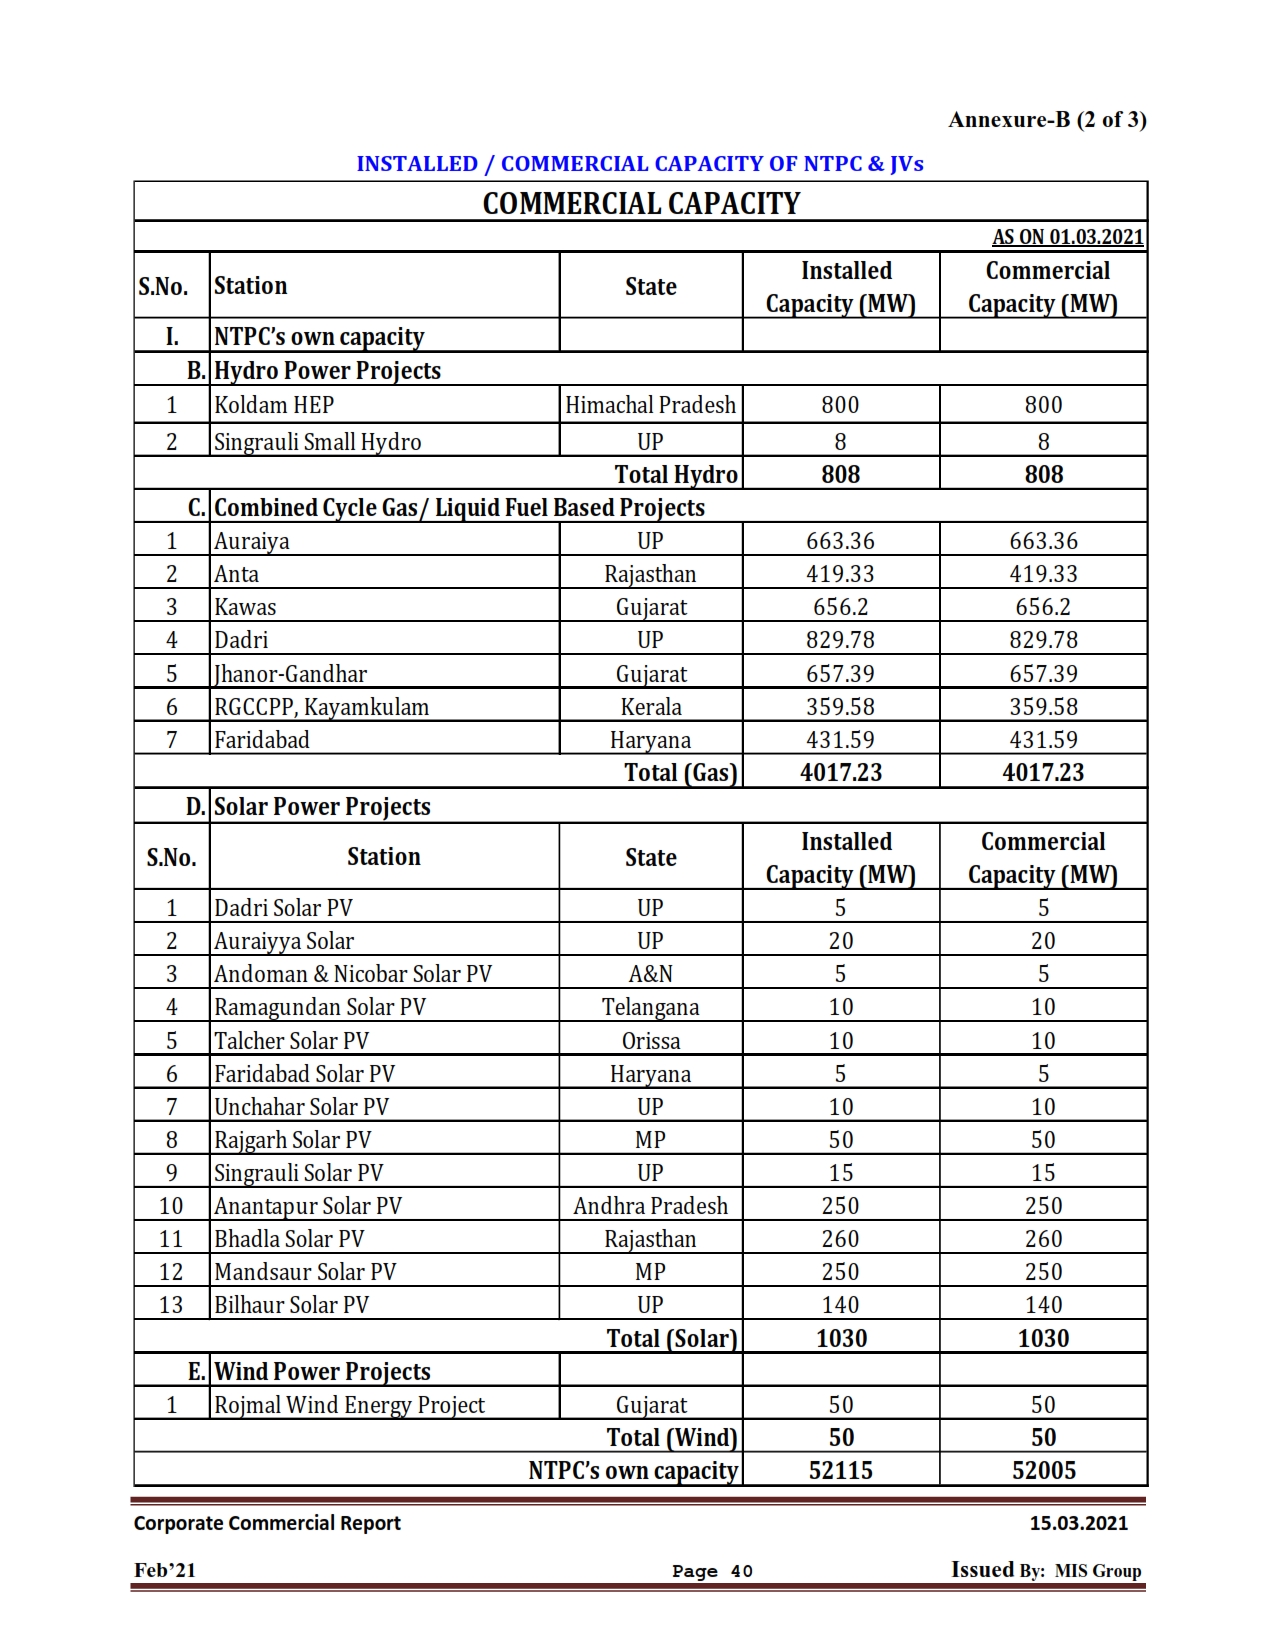 Annexure-B (2 of 3)
INSTALLED / COMMERCIAL CAPACITY OF NTPC & JVs
COMMERCIAL CAPACITY
AS ON 01.03.2021
S.No. Station State Installed Capacity (MW) Commercial Capacity (MW)
I. NTPC’s own capacity
B. Hydro Power Projects
1 Koldam HEP Himachal Pradesh 800 800
2 Singrauli Small Hydro UP 8 8
Total Hydro 808 808
C. Combined Cycle Gas/ Liquid Fuel Based Projects
1 Auraiya UP 663.36 663.36
2 Anta Rajasthan 419.33 419.33
3 Kawas Gujarat 656.2 656.2
4 Dadri UP 829.78 829.78
5 Jhanor-Gandhar Gujarat 657.39 657.39
6 RGCCPP, Kayamkulam Kerala 359.58 359.58
7 Faridabad Haryana 431.59 431.59
Total (Gas) 4017.23 4017.23
D. Solar Power Projects
S.No. Station State Installed Capacity (MW) Commercial Capacity (MW)
1 Dadri Solar PV UP 5 5
2 Auraiyya Solar UP 20 20
3 Andoman & Nicobar Solar PV A&N 5 5
4 Ramagundan Solar PV Telangana 10 10
5 Talcher Solar PV Orissa 10 10
6 Faridabad Solar PV Haryana 5 5
7 Unchahar Solar PV UP 10 10
8 Rajgarh Solar PV MP 50 50
9 Singrauli Solar PV UP 15 15
10 Anantapur Solar PV Andhra Pradesh 250 250
11 Bhadla Solar PV Rajasthan 260 260
12 Mandsaur Solar PV MP 250 250
13 Bilhaur Solar PV UP 140 140
Total (Solar) 1030 1030
E. Wind Power Projects
1 Rojmal Wind Energy Project Gujarat 50 50
Total (Wind) 50 50
NTPC’s own capacity 52115 52005
Corporate Commercial Report 15.03.2021
Feb’21 Page 40 Issued By: MIS Group